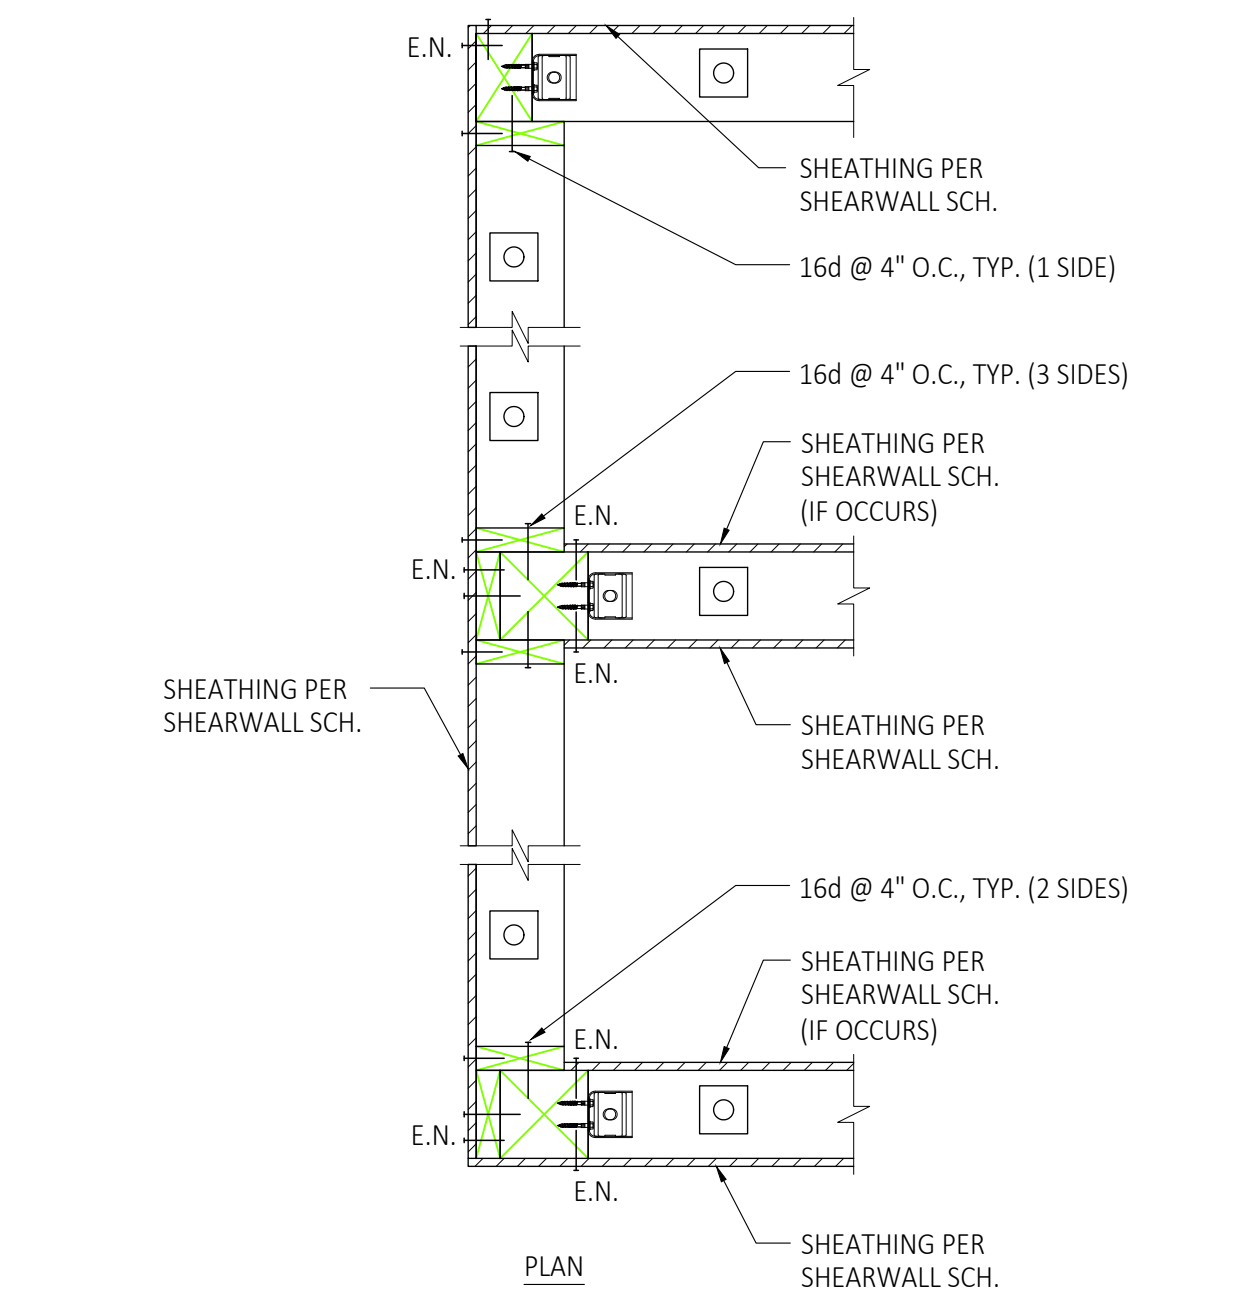 E.N.
SHEATHING PER
SHEARWALL SCH.
16d @ 4" O.C., TYP. (1 SIDE)
16d @ 4" O.C., TYP. (3 SIDES)
SHEATHING PER
SHEARWALL SCH.
(IF OCCURS)
E.N.
E.N.
E.N.
SHEATHING PER
SHEARWALL SCH.
SHEATHING PER
SHEARWALL SCH.
16d @ 4" O.C., TYP. (2 SIDES)
SHEATHING PER
SHEARWALL SCH.
(IF OCCURS)
E.N.
E.N.
E.N.
SHEATHING PER
SHEARWALL SCH.
PLAN